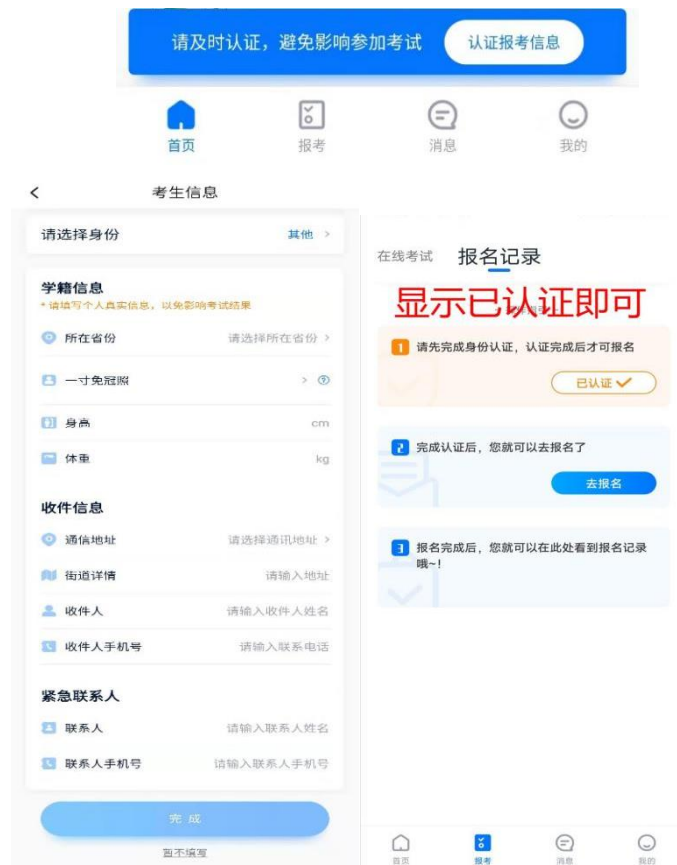 请及时认证，避免影响参加考试 认证报考信息
首页 报考 消息 我的
考生信息
请选择身份 其他 >
学籍信息
* 请填写个人真实信息，以免影响考试结果
所在省份 请选择所在省份 >
一寸免冠照 > ?
身高 cm
体重 kg
收件信息
通信地址 请选择通讯地址 >
街道详情 请输入地址
收件人 请输入收件人姓名
收件人手机号 请输入联系电话
紧急联系人
联系人 请输入联系人姓名
联系人手机号 请输入联系人手机号
完成
暂不填写
在线考试 报名记录
显示已认证即可
1 请先完成身份认证，认证完成后才可报名
已认证
2 完成认证后，您就可以去报名了
去报名
3 报名完成后，您就可以在此处看到报名记录
哦~!
首页 报考 消息 我的